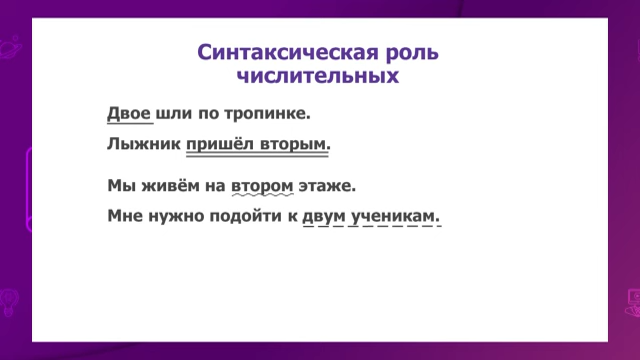 Синтаксическая роль
числительных
Двое шли по тропинке.
Лыжник пришёл вторым.
Мы живём на втором этаже.
Мне нужно подойти к двум ученикам.